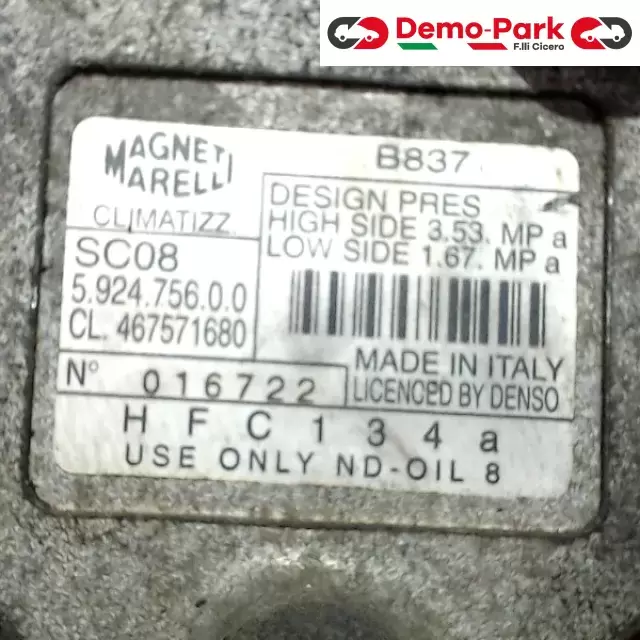 Demo-Park
F.lli Cicero
B837
MAGNETI
MARELLI
CLIMATIZZ.
DESIGN PRES
HIGH SIDE 3.53. MPa
LOW SIDE 1.67. MPa
SC08
5.924.756.0.0
CL. 467571680
MADE IN ITALY
LICENCED BY DENSO
N° 016722
HFC134a
USE ONLY ND-OIL 8